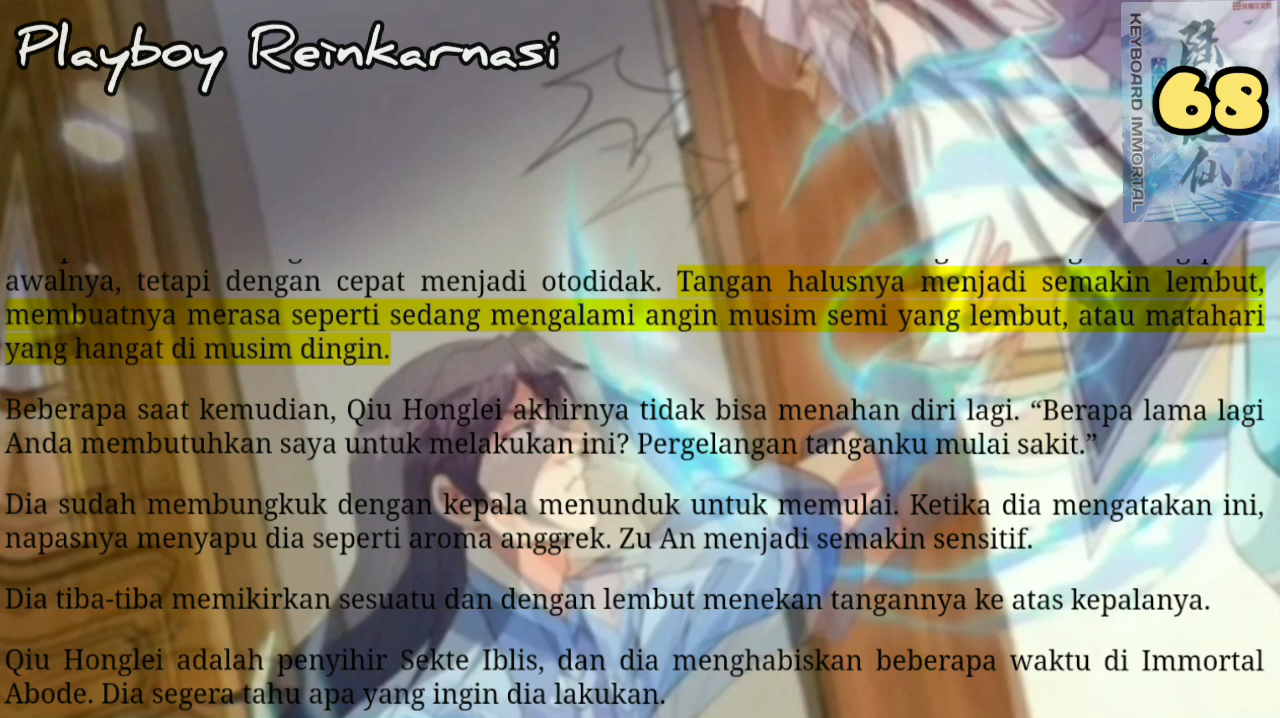 Playboy Reinkarnasi
KEYBOARD IMMORTAL
68
awalnya, tetapi dengan cepat menjadi otodidak. Tangan halusnya menjadi semakin lembut,
membuatnya merasa seperti sedang mengalami angin musim semi yang lembut, atau matahari
yang hangat di musim dingin.
Beberapa saat kemudian, Qiu Honglei akhirnya tidak bisa menahan diri lagi. “Berapa lama lagi
Anda membutuhkan saya untuk melakukan ini? Pergelangan tanganku mulai sakit.”
Dia sudah membungkuk dengan kepala menunduk untuk memulai. Ketika dia mengatakan ini,
napasnya menyapu dia seperti aroma anggrek. Zu An menjadi semakin sensitif.
Dia tiba-tiba memikirkan sesuatu dan dengan lembut menekan tangannya ke atas kepalanya.
Qiu Honglei adalah penyihir Sekte Iblis, dan dia menghabiskan beberapa waktu di Immortal
Abode. Dia segera tahu apa yang ingin dia lakukan.